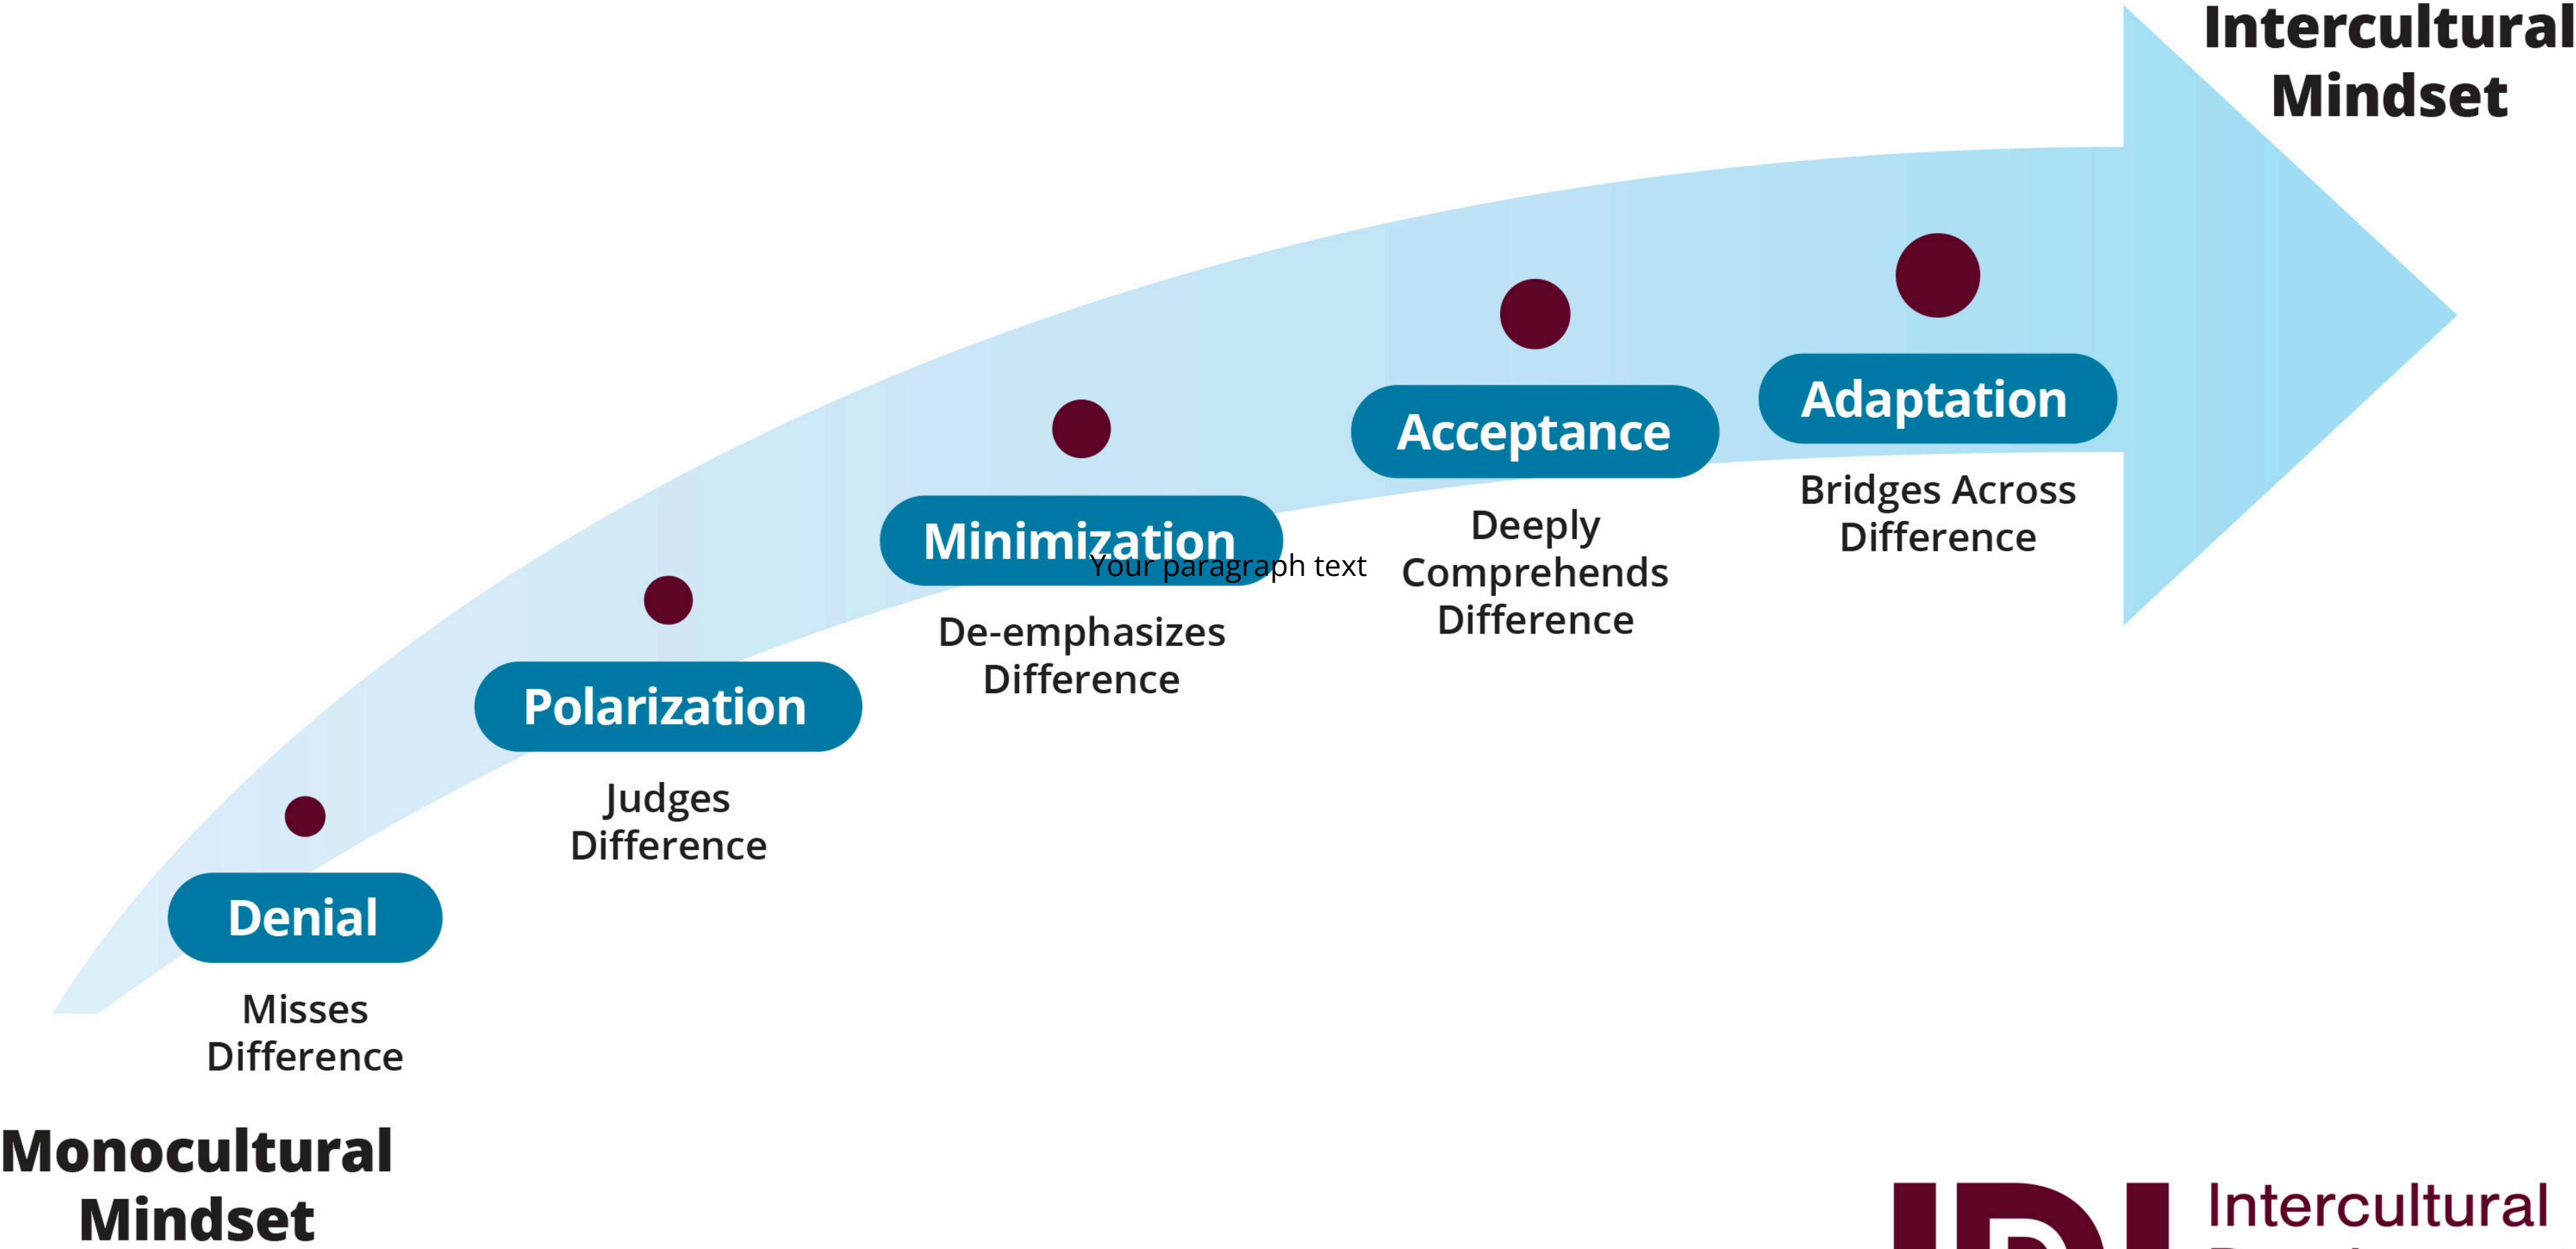 Intercultural
Mindset
Adaptation
Bridges Across
Difference
Acceptance
Deeply
Comprehends
Difference
Minimization
Your paragraph text
De-emphasizes
Difference
Polarization
Judges
Difference
Denial
Misses
Difference
Monocultural
Mindset
IDI
Intercultural